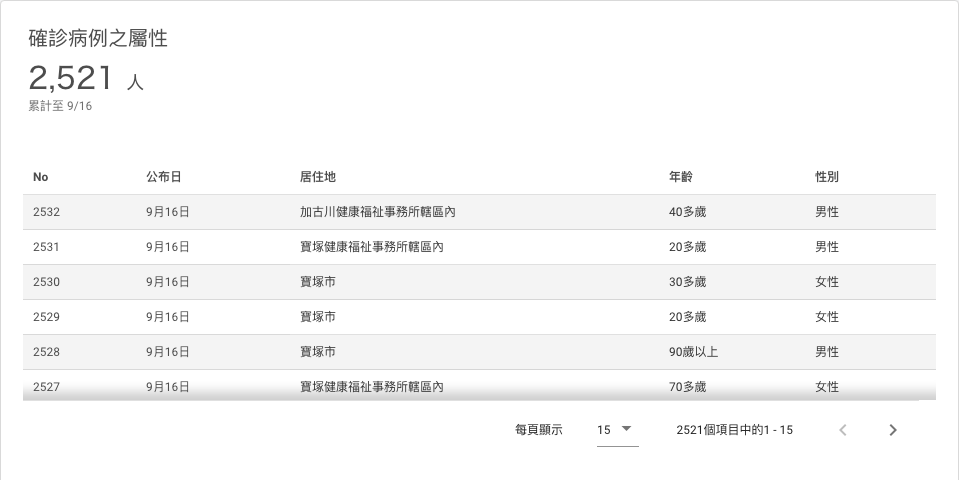 確診病例之屬性
2,521 人
累計至 9/16
No 公布日 居住地 年齡 性別
2532 9月16日 加古川健康福祉事務所轄區內 40多歲 男性
2531 9月16日 寶塚健康福祉事務所轄區內 20多歲 男性
2530 9月16日 寶塚市 30多歲 女性
2529 9月16日 寶塚市 20多歲 女性
2528 9月16日 寶塚市 90歲以上 男性
2527 9月16日 寶塚健康福祉事務所轄區內 70多歲 女性
每頁顯示 15 2521個項目中的1 - 15